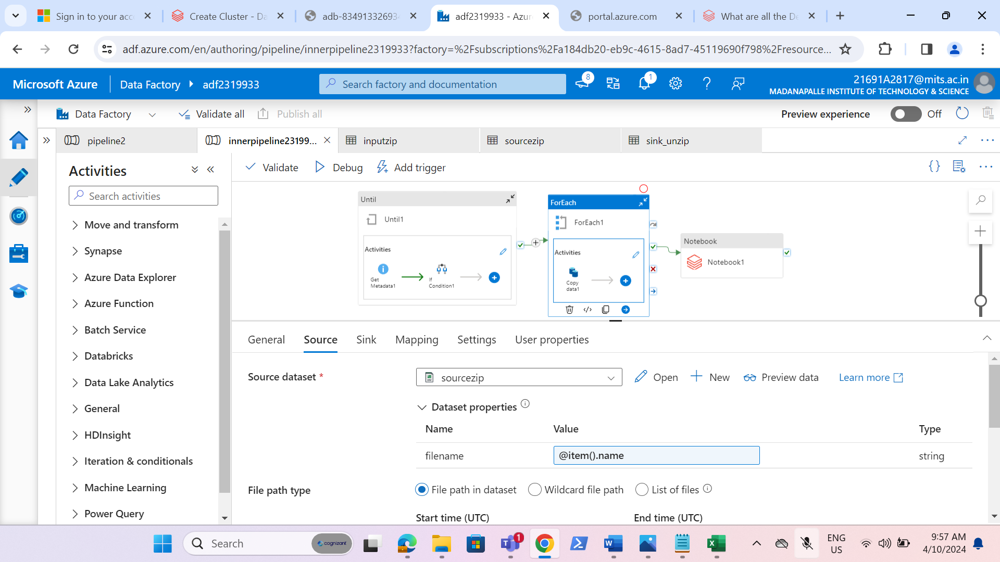 Sign in to your acc
Create Cluster - Da
adb-83491332693
adf2319933 - Azur
portal.azure.com
What are all the De
adf.azure.com/en/authoring/pipeline/innerpipeline2319933?factory=%2Fsubscriptions%2Fa184db20-eb9c-4615-8ad7-45119690f798%2Fresource...
Microsoft Azure
Data Factory
adf2319933
Search factory and documentation
8
1
21691A2817@mits.ac.in
MADANAPALLE INSTITUTE OF TECHNOLOGY & SCIENCE
Data Factory
Validate all
Publish all
Preview experience
Off
pipeline2
innerpipeline23199...
inputzip
sourcezip
sink_unzip
Activities
Validate
Debug
Add trigger
Search activities
Move and transform
Synapse
Azure Data Explorer
Azure Function
Batch Service
Databricks
Data Lake Analytics
General
HDInsight
Iteration & conditionals
Machine Learning
Power Query
Until
Until1
Activities
Get
Metadata1
If
Condition1
ForEach
ForEach1
Activities
Copy
data1
Notebook
Notebook1
General
Source
Sink
Mapping
Settings
User properties
Source dataset *
sourcezip
Open
New
Preview data
Learn more
Dataset properties
Name
Value
Type
filename
@item().name
string
File path type
File path in dataset
Wildcard file path
List of files
Start time (UTC)
End time (UTC)
Search
cognizant
1
ENG
US
9:57 AM
4/10/2024